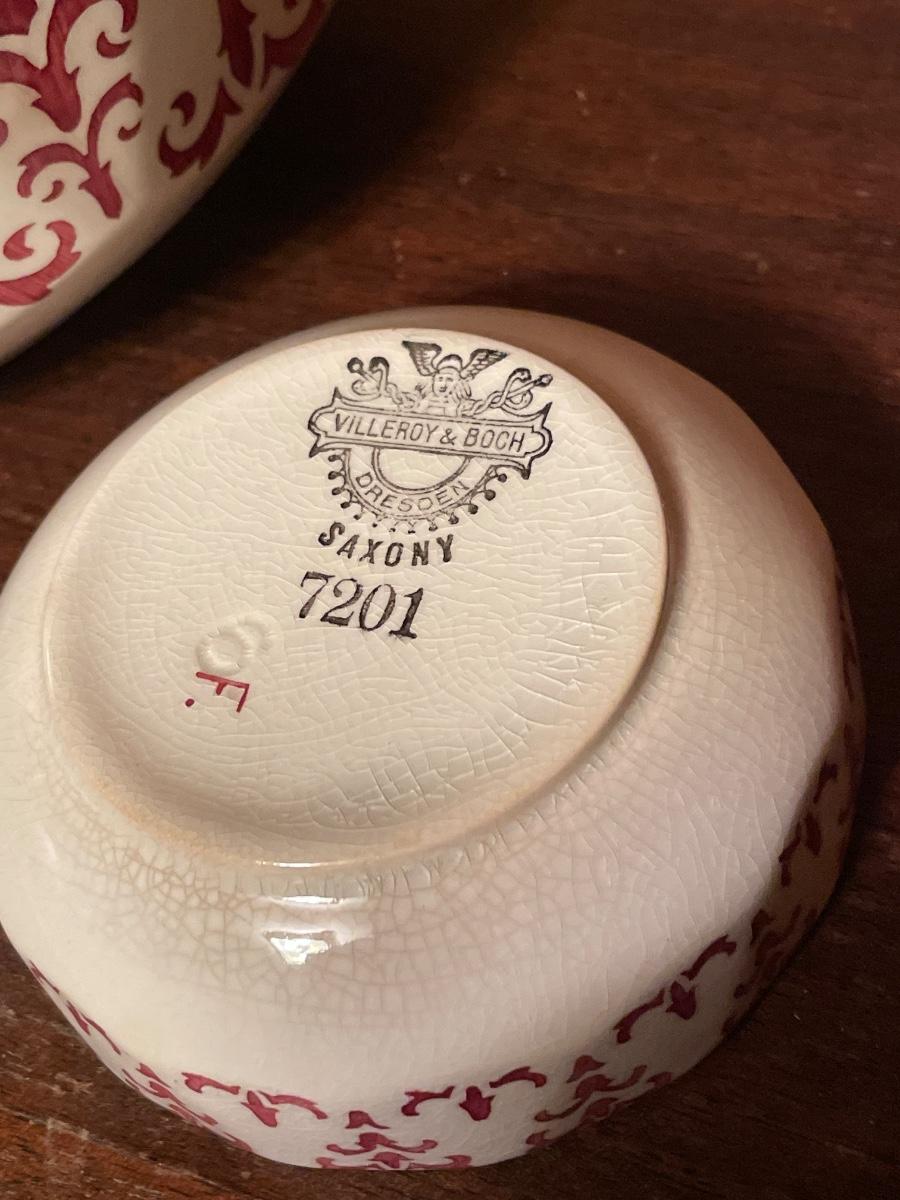 VILLEROY & BOCH
DRESDEN
SAXONY
7201
F.